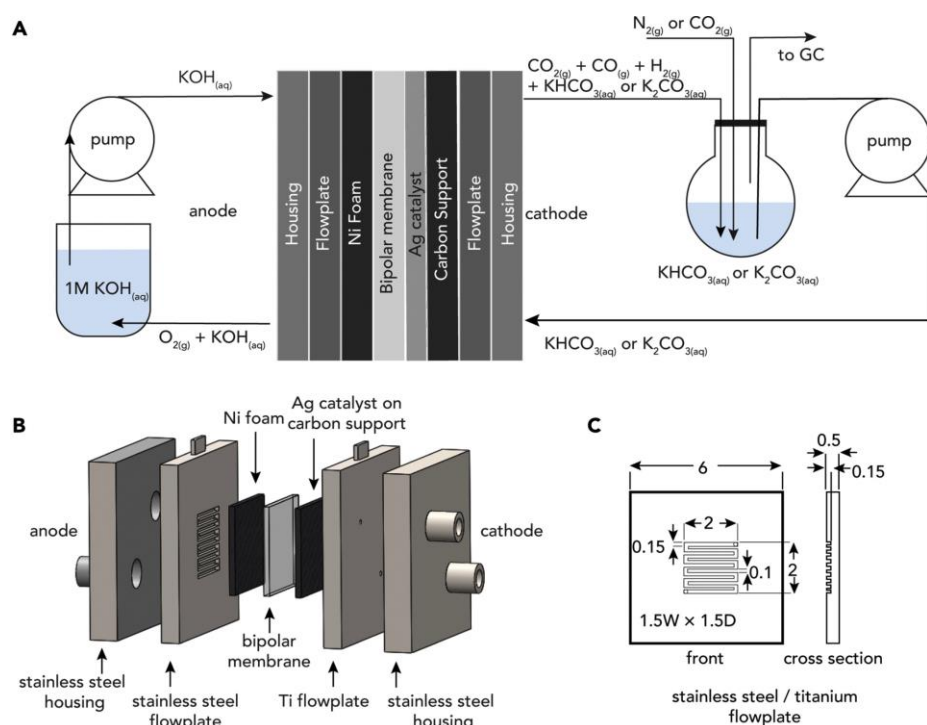 A
N2(g) or CO2(g)
to GC
KOH(aq)
CO2(g) + CO(g) + H2(g)
+ KHCO3(aq) or K2CO3(aq)
pump
pump
anode
Housing
Flowplate
Ni Foam
Bipolar membrane
Ag catalyst
Carbon Support
Flowplate
Housing
cathode
1M KOH(aq)
KHCO3(aq) or K2CO3(aq)
O2(g) + KOH(aq)
KHCO3(aq) or K2CO3(aq)
B
Ni foam
Ag catalyst on
carbon support
anode
cathode
bipolar
membrane
stainless steel
housing
stainless steel
flowplate
Ti flowplate
stainless steel
housing
C
0.5
6
0.15
2
0.15
0.1
2
1.5W × 1.5D
front
cross section
stainless steel / titanium
flowplate